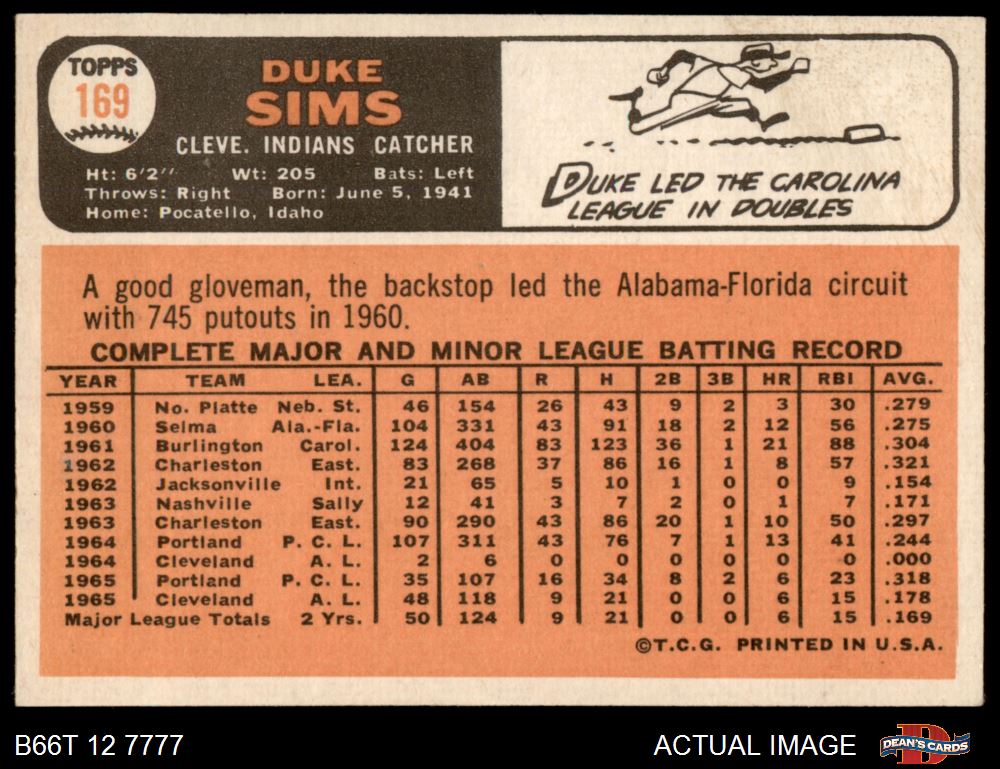 TOPPS
169
DUKE
SIMS
CLEVE. INDIANS CATCHER
Ht: 6'2" Wt: 205 Bats: Left
Throws: Right Born: June 5, 1941
Home: Pocatello, Idaho
DUKE LED THE CAROLINA
LEAGUE IN DOUBLES
A good gloveman, the backstop led the Alabama-Florida circuit
with 745 putouts in 1960.
COMPLETE MAJOR AND MINOR LEAGUE BATTING RECORD
YEAR TEAM LEA. G AB R H 2B 3B HR RBI AVG.
1959 No. Platte Neb. St. 46 154 26 43 9 2 3 30 .279
1960 Selma Ala.-Fla. 104 331 43 91 18 2 12 56 .275
1961 Burlington Carol. 124 404 83 123 36 1 21 88 .304
1962 Charleston East. 83 268 37 86 16 1 8 57 .321
1962 Jacksonville Int. 21 65 5 10 1 0 0 9 .154
1963 Nashville Sally 12 41 3 7 2 0 1 7 .171
1963 Charleston East. 90 290 43 86 20 1 10 50 .297
1964 Portland P. C. L. 107 311 43 76 7 1 13 41 .244
1964 Cleveland A. L. 2 6 0 0 0 0 0 0 .000
1965 Portland P. C. L. 35 107 16 34 8 2 6 23 .318
1965 Cleveland A. L. 48 118 9 21 0 0 6 15 .178
Major League Totals 2 Yrs. 50 124 9 21 0 0 6 15 .169
©T.C.G. PRINTED IN U.S.A.
B66T 12 7777
ACTUAL IMAGE
DEAN'S CARDS